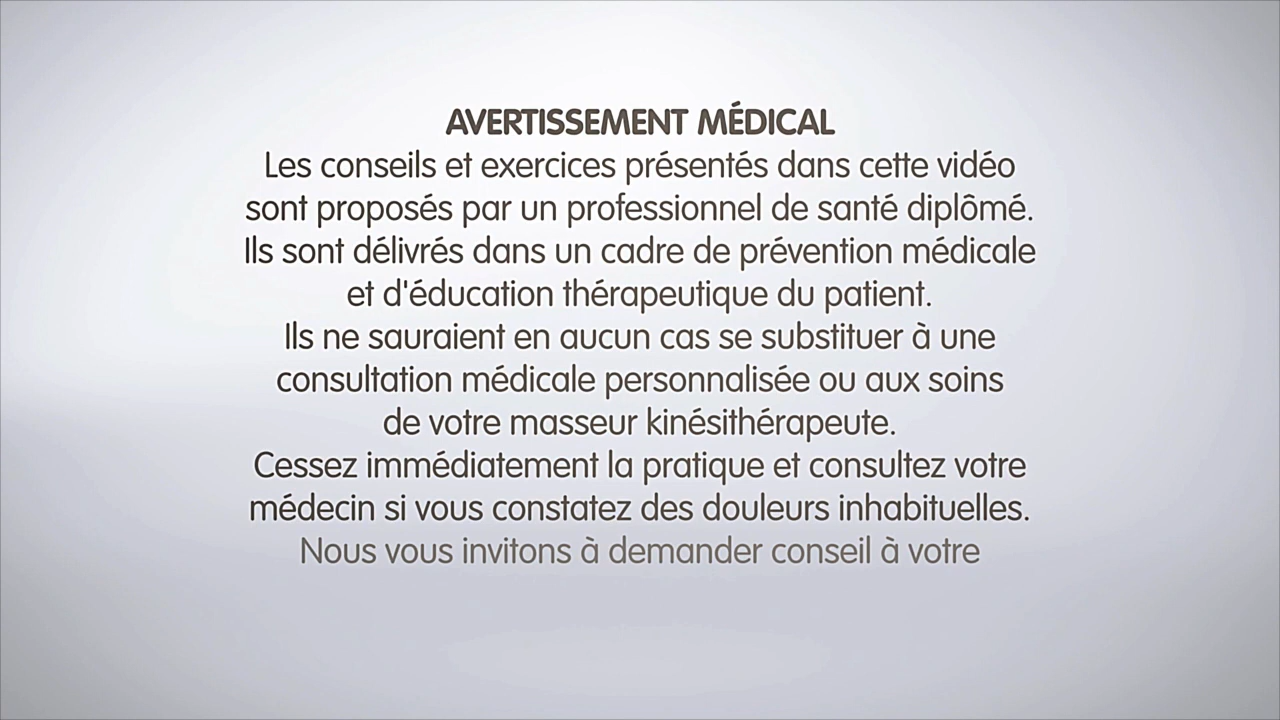 AVERTISSEMENT MÉDICAL
Les conseils et exercices présentés dans cette vidéo
sont proposés par un professionnel de santé diplômé.
Ils sont délivrés dans un cadre de prévention médicale
et d'éducation thérapeutique du patient.
Ils ne sauraient en aucun cas se substituer à une
consultation médicale personnalisée ou aux soins
de votre masseur kinésithérapeute.
Cessez immédiatement la pratique et consultez votre
médecin si vous constatez des douleurs inhabituelles.
Nous vous invitons à demander conseil à votre